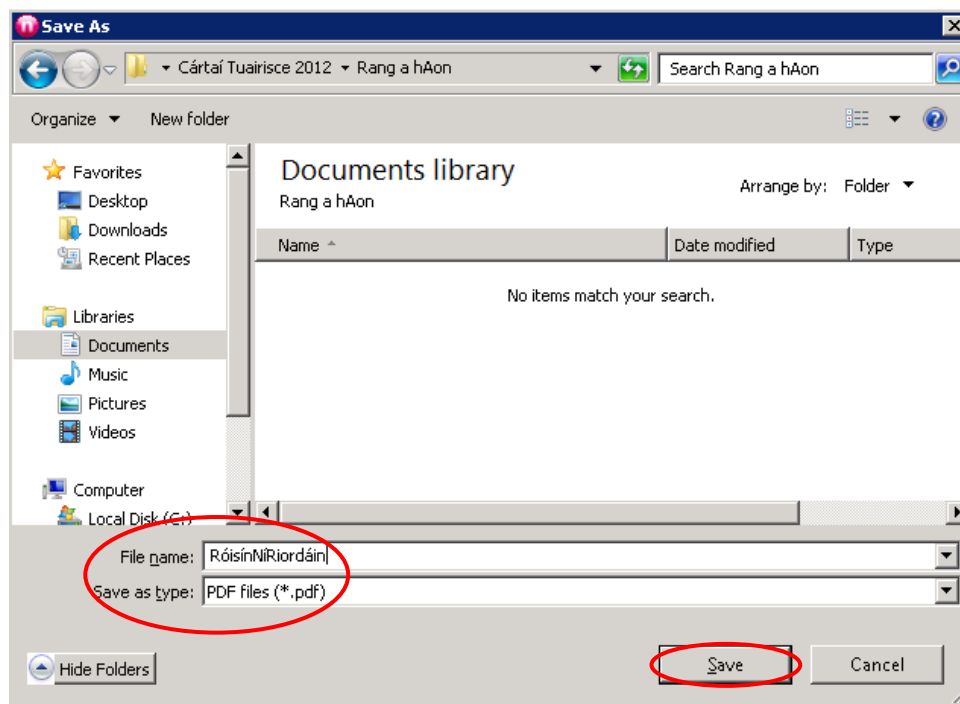 Save As
Cártaí Tuairisce 2012 Rang a hAon Search Rang a hAon
Organize New folder
Favorites
Desktop
Downloads
Recent Places
Libraries
Documents
Music
Pictures
Videos
Computer
Local Disk (C:)
Documents library
Rang a hAon
Arrange by: Folder
Name Date modified Type
No items match your search.
File name: RóisínNíRiordáin
Save as type: PDF files (*.pdf)
Hide Folders Save Cancel